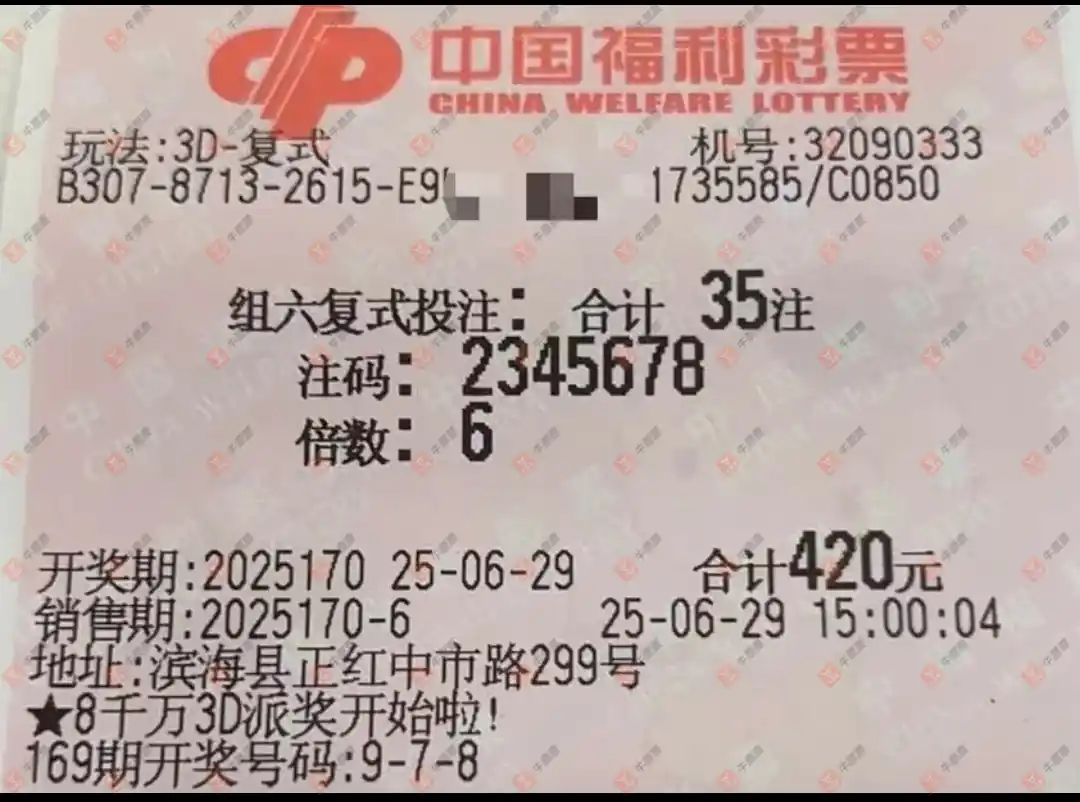 中国福利彩票
CHINA WELFARE LOTTERY
玩法:3D-复式 机号:32090333
B307-8713-2615-E9 1735585/C0850
组六复式投注: 合计 35注
注码: 2345678
倍数: 6
开奖期:2025170 25-06-29 合计420元
销售期:2025170-6 25-06-29 15:00:04
地址:滨海县正红中市路299号
★8千万3D派奖开始啦!
169期开奖号码:9-7-8